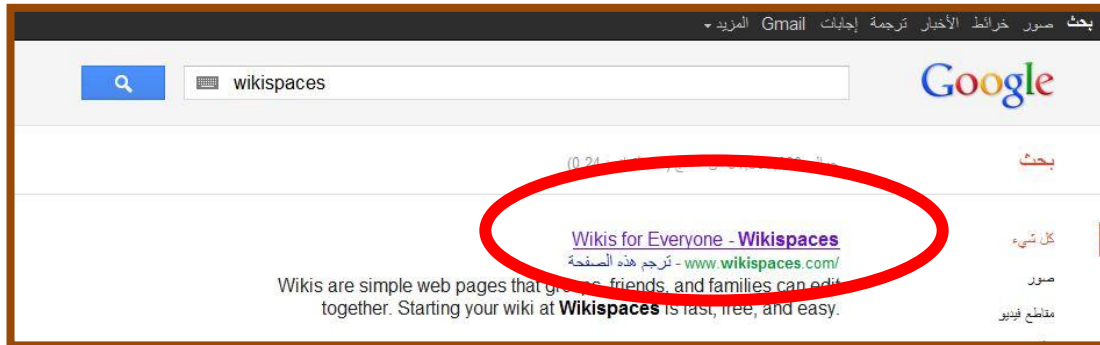 بحث صور خرائط الأخبار ترجمة إجابات Gmail المزيد
Google
wikispaces
بحث
(0.24
كل شيء
صور
مقاطع فيديو
Wikis for Everyone - Wikispaces
www.wikispaces.com/ - ترجم هذه الصفحة
Wikis are simple web pages that groups, friends, and families can edit
together. Starting your wiki at Wikispaces is fast, free, and easy.